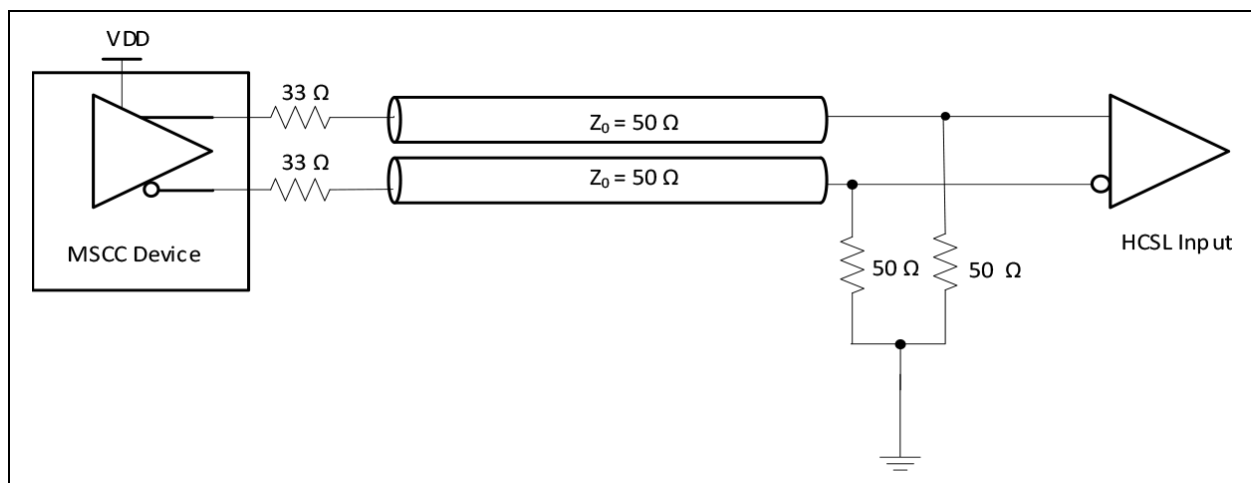 VDD
33 Ω
Z₀ = 50 Ω
33 Ω
Z₀ = 50 Ω
MSCC Device
HCSL Input
50 Ω
50 Ω